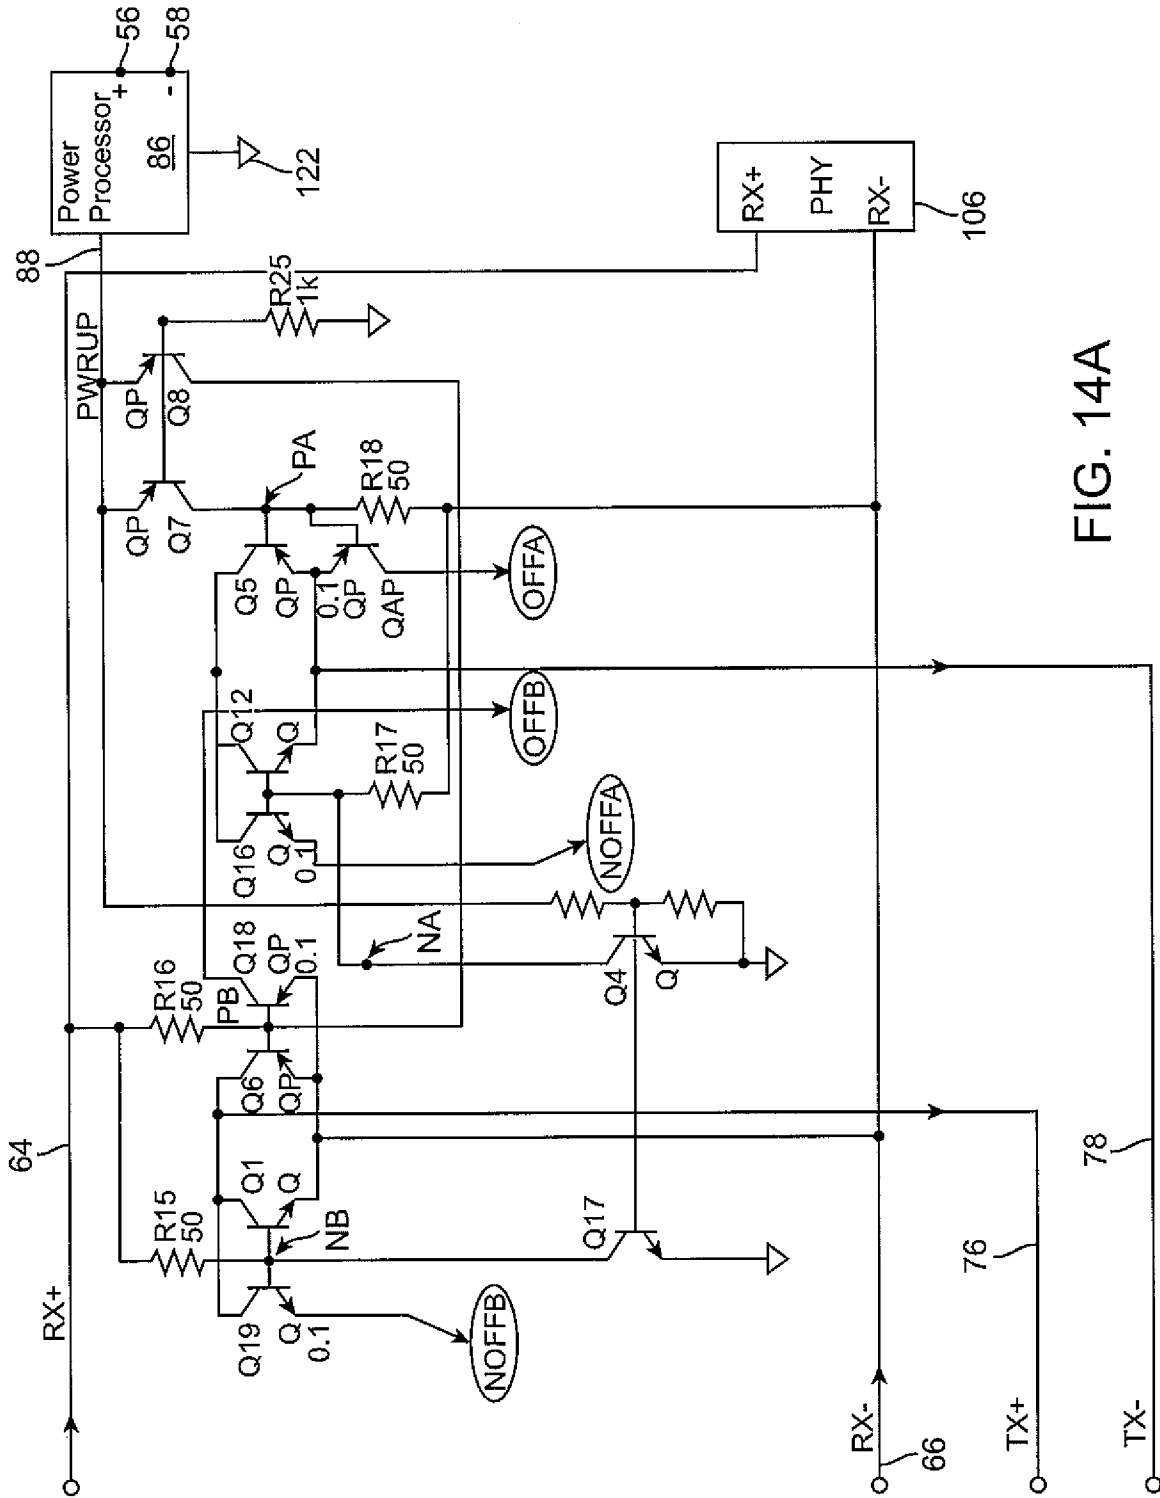 RX+
64
Q19
Q
0.1
NOFFB
R15
50
Q1
Q
NB
Q17
R16
50
PB
Q6
QP
Q18
QP
0.1
NA
Q4
Q
Q16
Q
0.1
NOFFA
Q12
Q
R17
50
OFFB
Q5
QP
0.1
QP
QAP
OFFA
PA
R18
50
QP
Q7
QP
Q8
PWRUP
R25
1k
88
Power
Processor
+
-
86
56
58
122
RX+
PHY
RX-
106
RX-
66
TX+
76
TX-
78
FIG. 14A